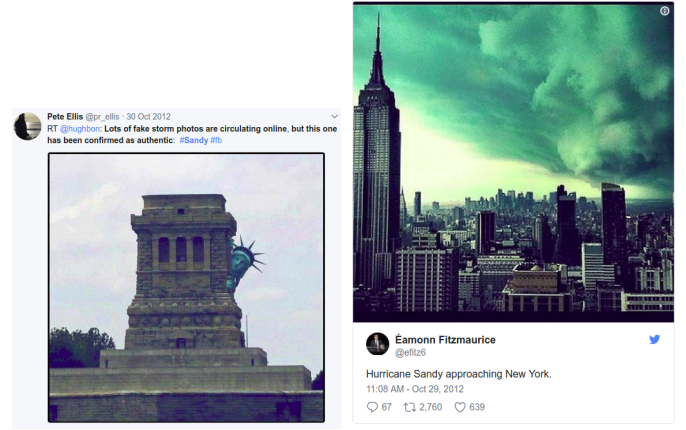 Pete Ellis @pr_ellis · 30 Oct 2012
RT @hughbon: Lots of fake storm photos are circulating online, but this one
has been confirmed as authentic: #Sandy #fb
Éamonn Fitzmaurice
@efitz6
Hurricane Sandy approaching New York.
11:08 AM - Oct 29, 2012
67 2,760 639